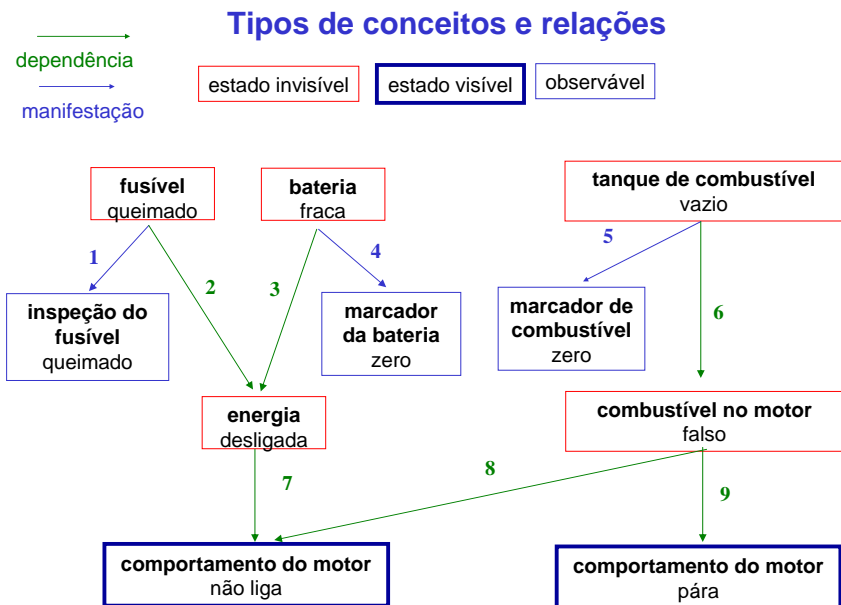 Tipos de conceitos e relações
dependência
manifestação
estado invisível
estado visível
observável
fusível
queimado
bateria
fraca
tanque de combustível
vazio
1
2
3
4
5
6
inspeção do
fusível
queimado
marcador
da bateria
zero
marcador de
combustível
zero
energia
desligada
combustível no motor
falso
7
8
9
comportamento do motor
não liga
comportamento do motor
pára